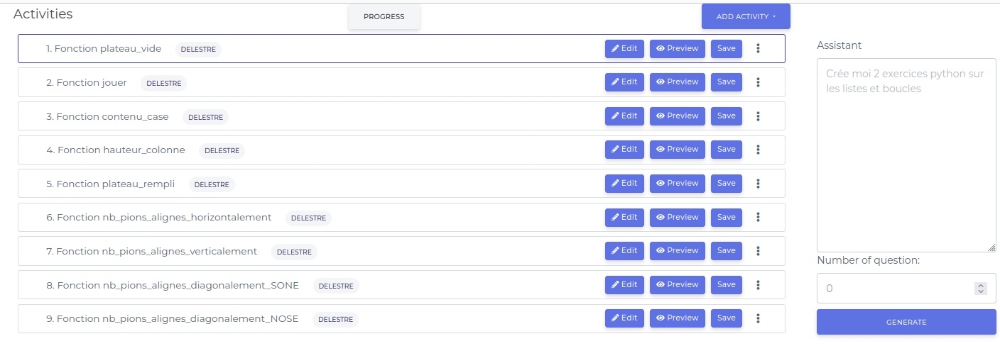 Activities
PROGRESS
ADD ACTIVITY
1. Fonction plateau_vide DELESTRE Edit Preview Save
2. Fonction jouer DELESTRE Edit Preview Save
3. Fonction contenu_case DELESTRE Edit Preview Save
4. Fonction hauteur_colonne DELESTRE Edit Preview Save
5. Fonction plateau_rempli DELESTRE Edit Preview Save
6. Fonction nb_pions_alignes_horizontalement DELESTRE Edit Preview Save
7. Fonction nb_pions_alignes_verticalement DELESTRE Edit Preview Save
8. Fonction nb_pions_alignes_diagonalement_SONE DELESTRE Edit Preview Save
9. Fonction nb_pions_alignes_diagonalement_NOSE DELESTRE Edit Preview Save
Assistant
Crée moi 2 exercices python sur
les listes et boucles
Number of question:
0
GENERATE